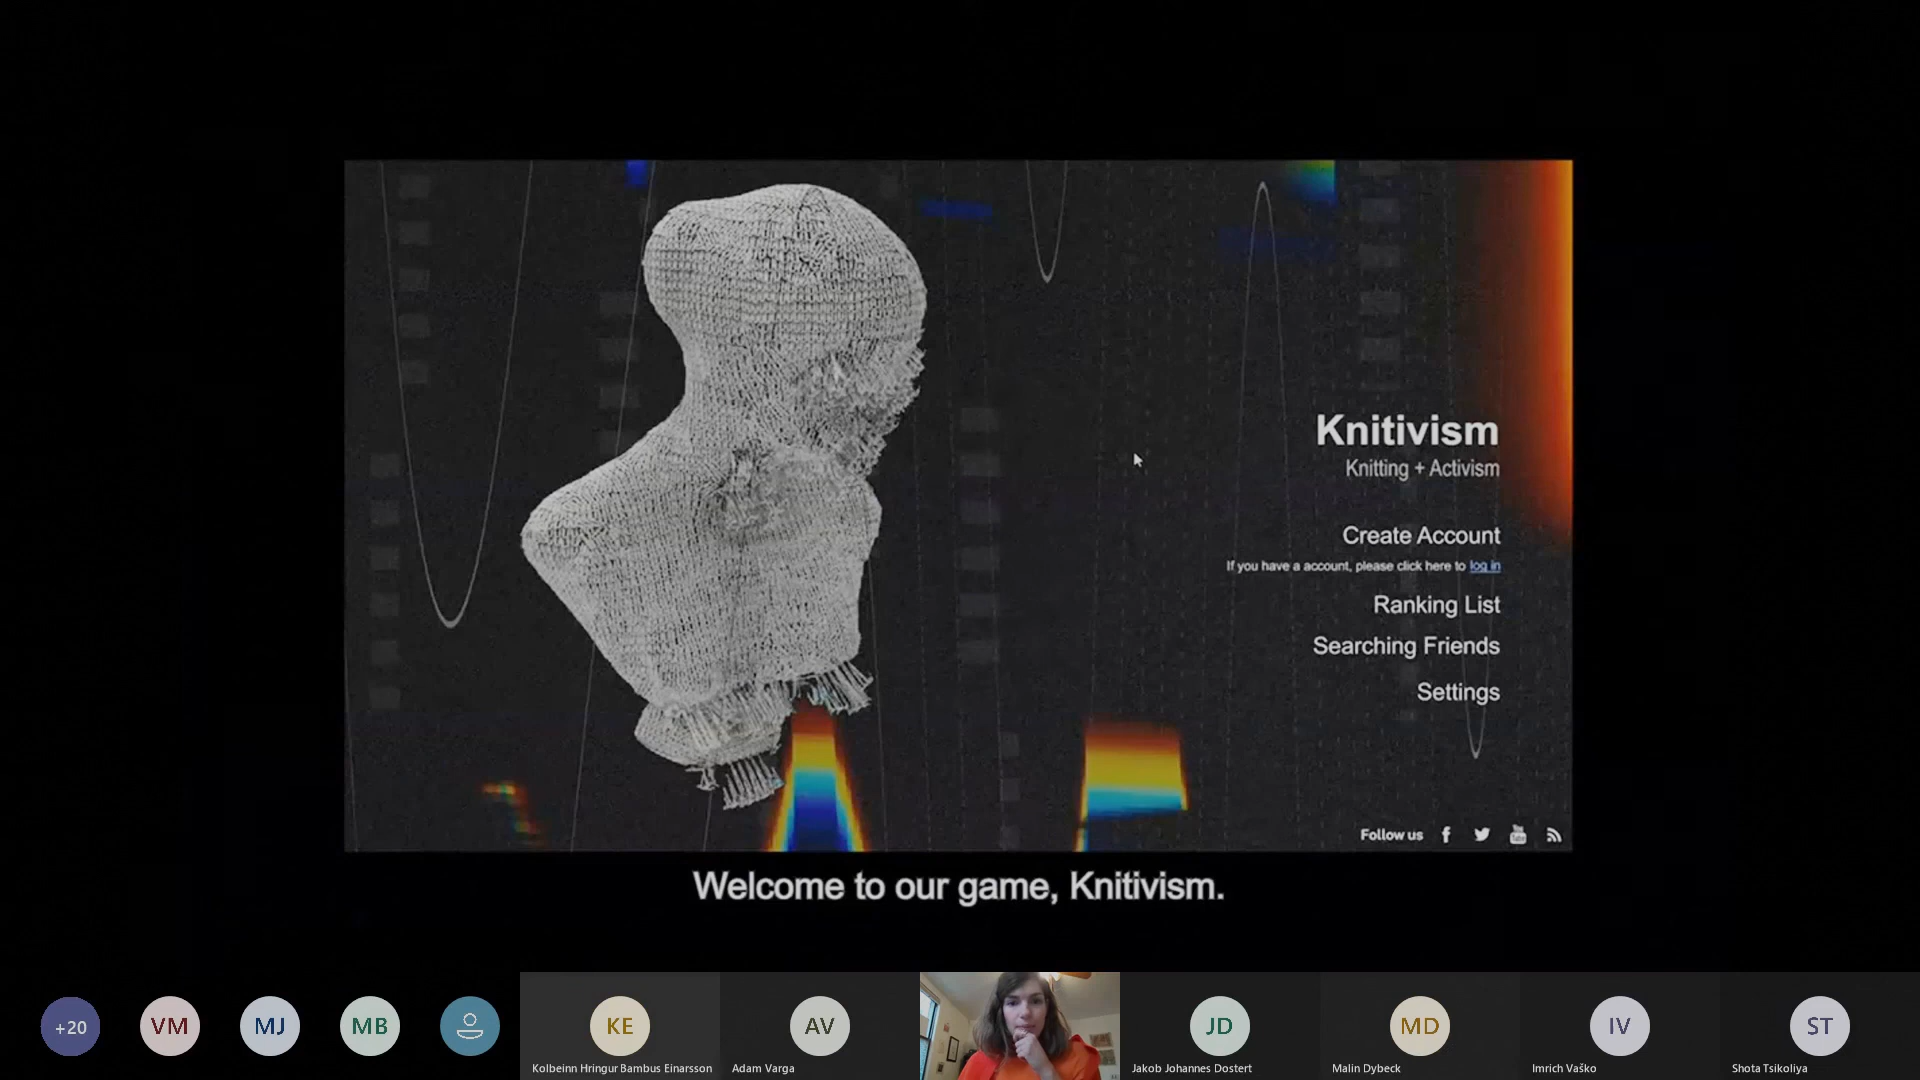 Knitivism
Knitting + Activism
Create Account
If you have a account, please click here to log in
Ranking List
Searching Friends
Settings
Follow us
Welcome to our game, Knitivism.
+20
VM
MJ
MB
KE
AV
JD
MD
IV
ST
Kolbeinn Hringur Bambus Einarsson
Adam Varga
Jakob Johannes Dostert
Malin Dybeck
Imrich Vaško
Shota Tsikoliya